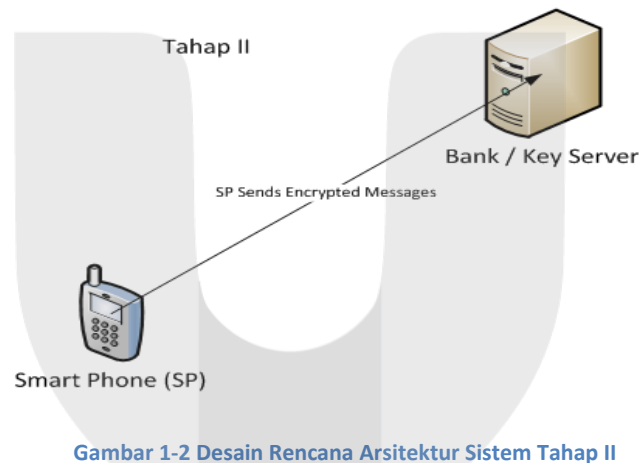 Tahap II
Bank / Key Server
SP Sends Encrypted Messages
Smart Phone (SP)
Gambar 1-2 Desain Rencana Arsitektur Sistem Tahap II